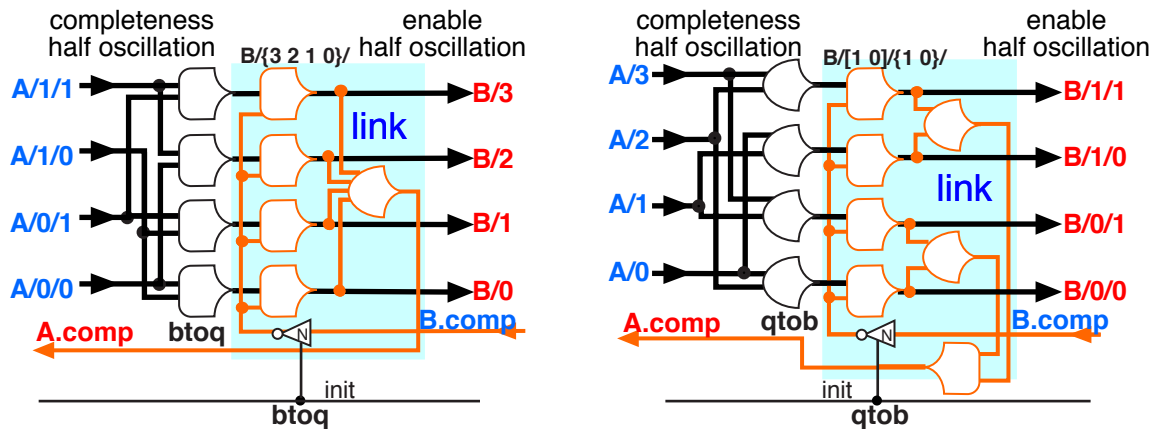 completeness
half oscillation
enable
half oscillation
B/{3 2 1 0}/
A/1/1
A/1/0
A/0/1
A/0/0
link
B/3
B/2
B/1
B/0
A.comp
btoq
N
B.comp
init
btoq
completeness
half oscillation
enable
half oscillation
B/[1 0]/{1 0}/
A/3
A/2
A/1
A/0
link
B/1/1
B/1/0
B/0/1
B/0/0
A.comp
qtob
N
B.comp
init
qtob